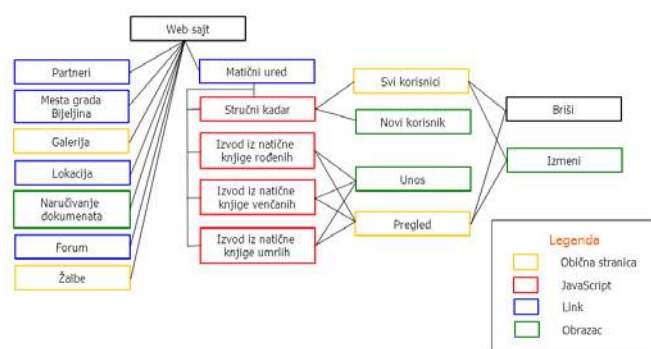 Web sajt
Partneri
Mesta grada
Bijeljina
Galerija
Lokacija
Naručivanje
dokumenata
Forum
Žalbe
Matični ured
Stručni kadar
Izvod iz natične
knjige rođenih
Izvod iz natične
knjige venčanih
Izvod iz natične
knjige umrlih
Svi korisnici
Novi korisnik
Unos
Pregled
Briši
Izmeni
Legenda
Obična stranica
JavaScript
Link
Obrazac